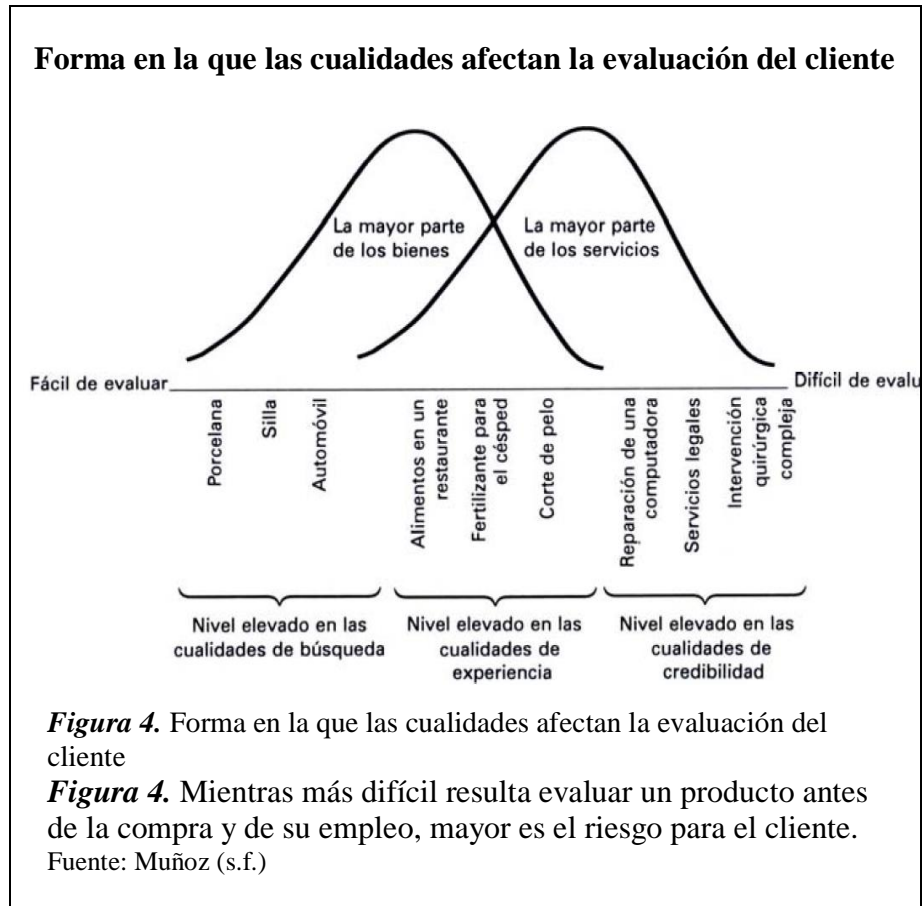 Forma en la que las cualidades afectan la evaluación del cliente
La mayor parte
de los bienes
La mayor parte
de los servicios
Fácil de evaluar
Difícil de evalu
Porcelana
Silla
Automóvil
Alimentos en un
restaurante
Fertilizante para
el césped
Corte de pelo
Reparación de una
computadora
Servicios legales
Intervención
quirúrgica
compleja
Nivel elevado en las
cualidades de búsqueda
Nivel elevado en las
cualidades de
experiencia
Nivel elevado en las
cualidades de
credibilidad
Figura 4. Forma en la que las cualidades afectan la evaluación del
cliente
Figura 4. Mientras más difícil resulta evaluar un producto antes
de la compra y de su empleo, mayor es el riesgo para el cliente.
Fuente: Muñoz (s.f.)